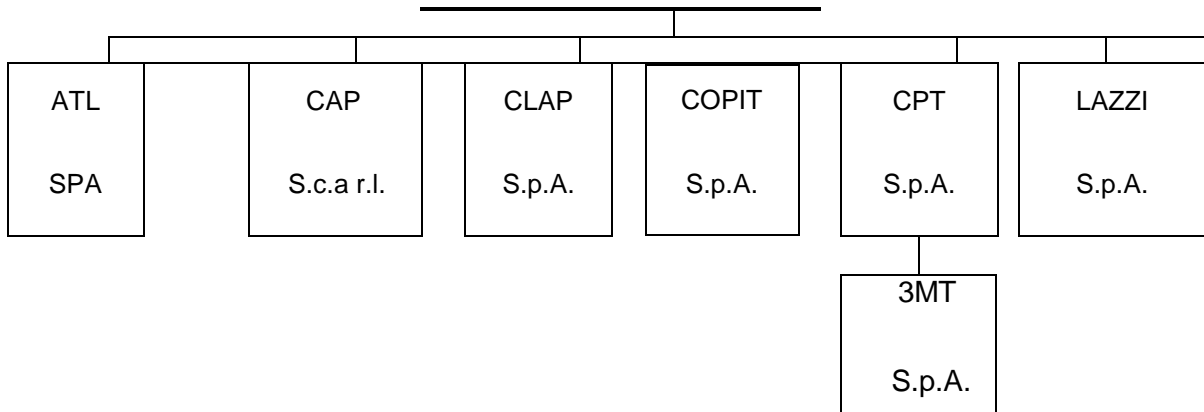 ATL
SPA
CAP
S.c.a r.l.
CLAP
S.p.A.
COPIT
S.p.A.
CPT
S.p.A.
LAZZI
S.p.A.
3MT
S.p.A.